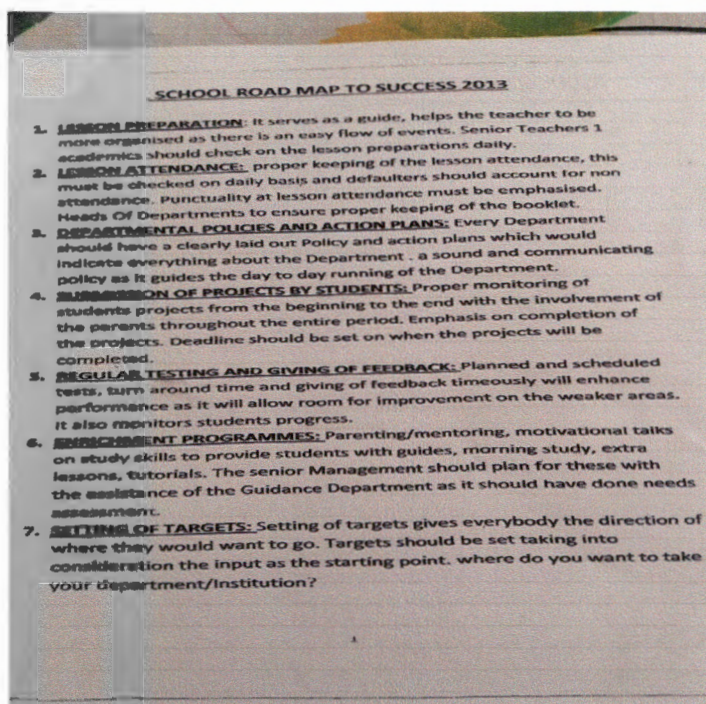 SCHOOL ROAD MAP TO SUCCESS 2013
1. LESSON PREPARATION: It serves as a guide, helps the teacher to be
more organised as there is an easy flow of events. Senior Teachers 1
academics should check on the lesson preparations daily.
2. LESSON ATTENDANCE: proper keeping of the lesson attendance, this
must be checked on daily basis and defaulters should account for non
attendance. Punctuality at lesson attendance must be emphasised.
Heads Of Departments to ensure proper keeping of the booklet.
3. DEPARTMENTAL POLICIES AND ACTION PLANS: Every Department
should have a clearly laid out Policy and action plans which would
indicate everything about the Department . a sound and communicating
policy as it guides the day to day running of the Department.
4. SUBMISSION OF PROJECTS BY STUDENTS: Proper monitoring of
students projects from the beginning to the end with the involvement of
the parents throughout the entire period. Emphasis on completion of
the projects. Deadline should be set on when the projects will be
completed.
5. REGULAR TESTING AND GIVING OF FEEDBACK: Planned and scheduled
tests, turn around time and giving of feedback timeously will enhance
performance as it will allow room for improvement on the weaker areas.
It also monitors students progress.
6. ENRICHMENT PROGRAMMES: Parenting/mentoring, motivational talks
on study skills to provide students with guides, morning study, extra
lessons, tutorials. The senior Management should plan for these with
the assistance of the Guidance Department as it should have done needs
assessment.
7. SETTING OF TARGETS: Setting of targets gives everybody the direction of
where they would want to go. Targets should be set taking into
consideration the input as the starting point. where do you want to take
your department/Institution?
1